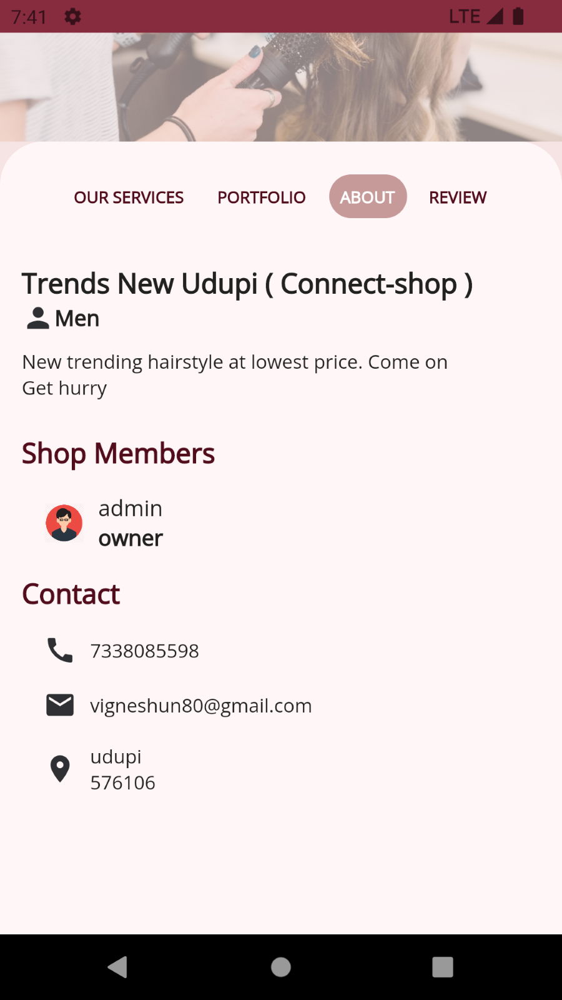 7:41 LTE
OUR SERVICES PORTFOLIO ABOUT REVIEW
Trends New Udupi ( Connect-shop )
Men
New trending hairstyle at lowest price. Come on
Get hurry
Shop Members
admin
owner
Contact
7338085598
vigneshun80@gmail.com
udupi
576106